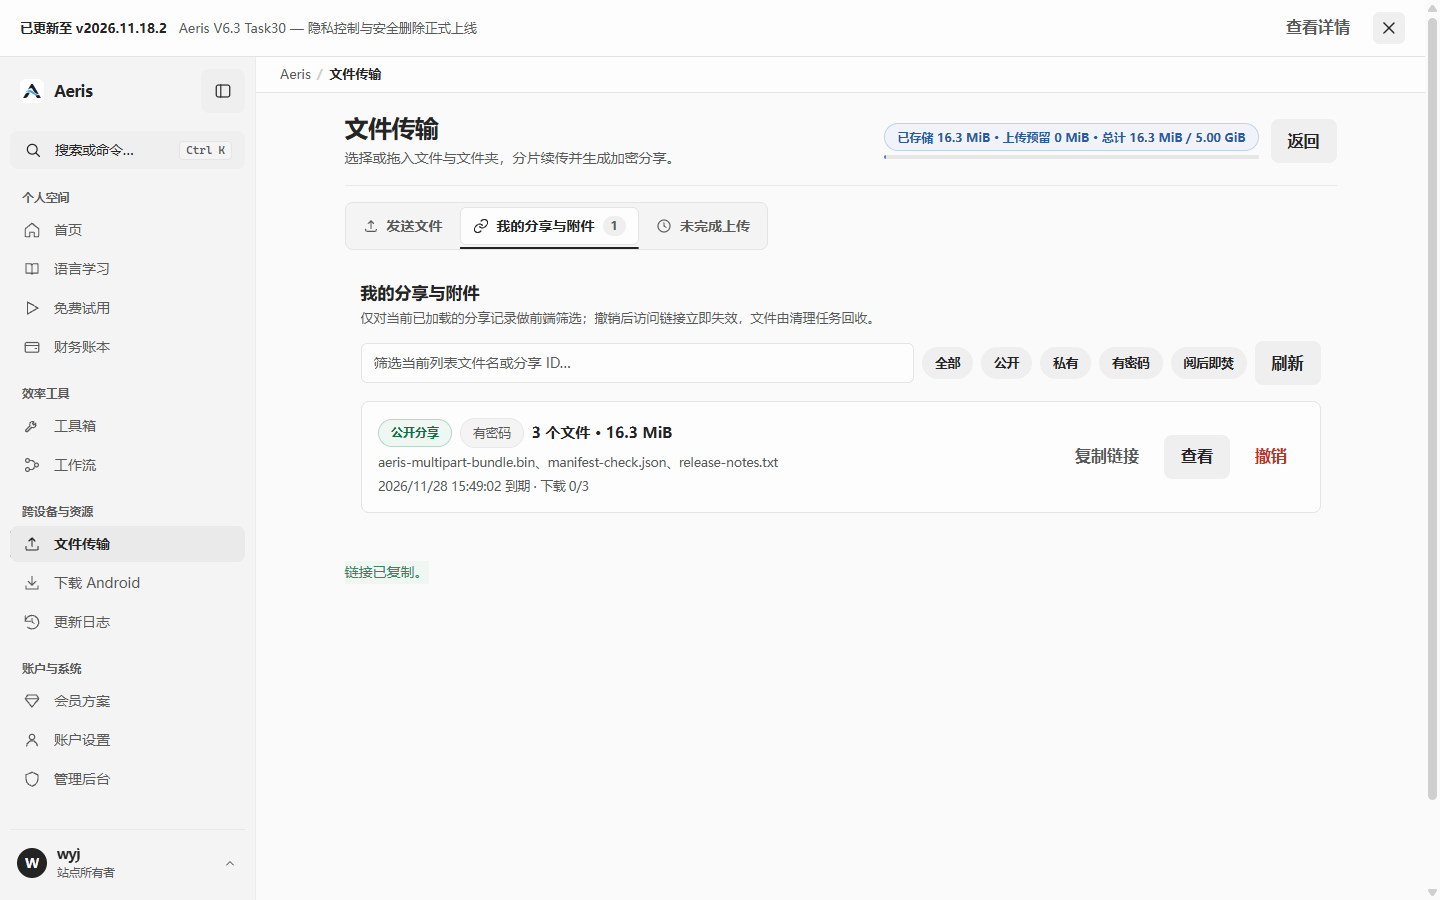 已更新至 v2026.11.18.2 Aeris V6.3 Task30 — 隐私控制与安全删除正式上线 查看详情
Aeris
搜索或命令... Ctrl K
个人空间
首页
语言学习
免费试用
财务账本
效率工具
工具箱
工作流
跨设备与资源
文件传输
下载 Android
更新日志
账户与系统
会员方案
账户设置
管理后台
W wyj
站点所有者
Aeris / 文件传输
文件传输
选择或拖入文件与文件夹，分片续传并生成加密分享。
已存储 16.3 MiB • 上传预留 0 MiB • 总计 16.3 MiB / 5.00 GiB
返回
发送文件 我的分享与附件 1 未完成上传
我的分享与附件
仅对当前已加载的分享记录做前端筛选；撤销后访问链接立即失效，文件由清理任务回收。
筛选当前列表文件名或分享 ID... 全部 公开 私有 有密码 阅后即焚 刷新
公开分享 有密码 3 个文件 • 16.3 MiB
aeris-multipart-bundle.bin、manifest-check.json、release-notes.txt
2026/11/28 15:49:02 到期 · 下载 0/3
复制链接 查看 撤销
链接已复制。